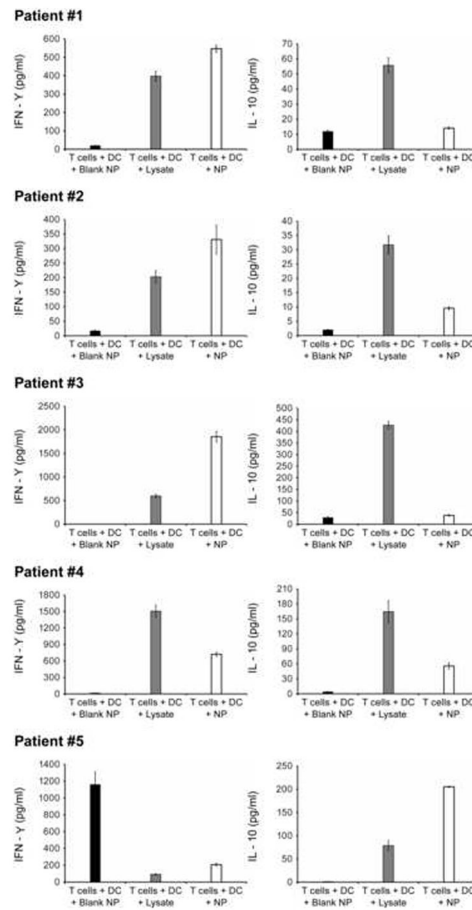 Patient #1
IFN - Y (pg/ml)
600
500
400
300
200
100
0
T cells + DC T cells + DC T cells + DC
+ Blank NP + Lysate + NP
IL - 10 (pg/ml)
70
60
50
40
30
20
10
0
T cells + DC T cells + DC T cells + DC
+ Blank NP + Lysate + NP
Patient #2
IFN - Y (pg/ml)
400
350
300
250
200
150
100
50
0
T cells + DC T cells + DC T cells + DC
+ Blank NP + Lysate + NP
IL - 10 (pg/ml)
40
35
30
25
20
15
10
5
0
T cells + DC T cells + DC T cells + DC
+ Blank NP + Lysate + NP
Patient #3
IFN - Y (pg/ml)
2500
2000
1500
1000
500
0
T cells + DC T cells + DC T cells + DC
+ Blank NP + Lysate + NP
IL - 10 (pg/ml)
500
450
400
350
300
250
200
150
100
50
0
T cells + DC T cells + DC T cells + DC
+ Blank NP + Lysate + NP
Patient #4
IFN - Y (pg/ml)
1800
1500
1200
900
600
300
0
T cells + DC T cells + DC T cells + DC
+ Blank NP + Lysate + NP
IL - 10 (pg/ml)
210
180
150
120
90
60
30
0
T cells + DC T cells + DC T cells + DC
+ Blank NP + Lysate + NP
Patient #5
IFN - Y (pg/ml)
1400
1200
1000
800
600
400
200
0
T cells + DC T cells + DC T cells + DC
+ Blank NP + Lysate + NP
IL - 10 (pg/ml)
250
200
150
100
50
0
T cells + DC T cells + DC T cells + DC
+ Blank NP + Lysate + NP